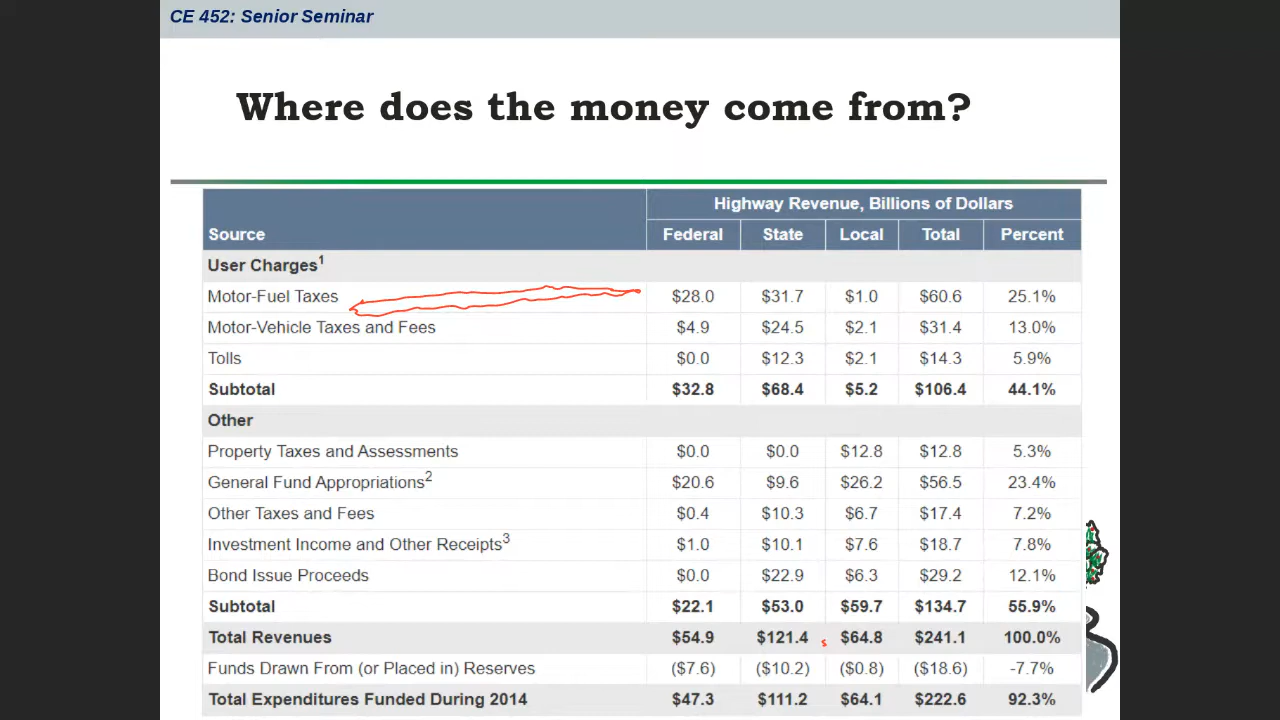 CE 452: Senior Seminar
Where does the money come from?
Highway Revenue, Billions of Dollars
Source Federal State Local Total Percent
User Charges1
Motor-Fuel Taxes $28.0 $31.7 $1.0 $60.6 25.1%
Motor-Vehicle Taxes and Fees $4.9 $24.5 $2.1 $31.4 13.0%
Tolls $0.0 $12.3 $2.1 $14.3 5.9%
Subtotal $32.8 $68.4 $5.2 $106.4 44.1%
Other
Property Taxes and Assessments $0.0 $0.0 $12.8 $12.8 5.3%
General Fund Appropriations2 $20.6 $9.6 $26.2 $56.5 23.4%
Other Taxes and Fees $0.4 $10.3 $6.7 $17.4 7.2%
Investment Income and Other Receipts3 $1.0 $10.1 $7.6 $18.7 7.8%
Bond Issue Proceeds $0.0 $22.9 $6.3 $29.2 12.1%
Subtotal $22.1 $53.0 $59.7 $134.7 55.9%
Total Revenues $54.9 $121.4 $64.8 $241.1 100.0%
Funds Drawn From (or Placed in) Reserves ($7.6) ($10.2) ($0.8) ($18.6) -7.7%
Total Expenditures Funded During 2014 $47.3 $111.2 $64.1 $222.6 92.3%